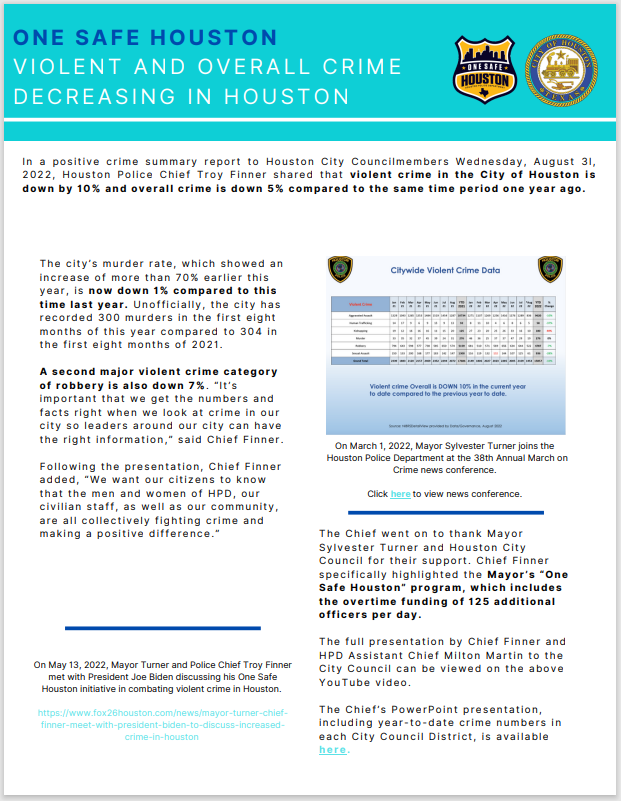 ONE SAFE HOUSTON
VIOLENT AND OVERALL CRIME
DECREASING IN HOUSTON
ONE SAFE
HOUSTON
CITY OF HOUSTON
TEXAS
In a positive crime summary report to Houston City Councilmembers Wednesday, August 31,
2022, Houston Police Chief Troy Finner shared that violent crime in the City of Houston is
down by 10% and overall crime is down 5% compared to the same time period one year ago.
The city's murder rate, which showed an
increase of more than 70% earlier this
year, is now down 1% compared to this
time last year. Unofficially, the city has
recorded 300 murders in the first eight
months of this year compared to 304 in
the first eight months of 2021.
A second major violent crime category
of robbery is also down 7%. "It's
important that we get the numbers and
facts right when we look at crime in our
city so leaders around our city can have
the right information," said Chief Finner.
Following the presentation, Chief Finner
added, "We want our citizens to know
that the men and women of HPD, our
civilian staff, as well as our community,
are all collectively fighting crime and
making a positive difference."
On May 13, 2022, Mayor Turner and Police Chief Troy Finner
met with President Joe Biden discussing his One Safe
Houston initiative in combating violent crime in Houston.
https://www.fox26houston.com/news/mayor-turner-chief-
finner-meet-with-president-biden-to-discuss-increased-
crime-in-houston
Citywide Violent Crime Data
Violent Crime
Aggravated Assault
Human Trafficking
Kidnapping
Murder
Robbery
Sexual Assault
Grand Total
Violent crime Overall is DOWN 10% in the current year
to date compared to the previous year to date.
On March 1, 2022, Mayor Sylvester Turner joins the
Houston Police Department at the 38th Annual March on
Crime news conference.
Click here to view news conference.
The Chief went on to thank Mayor
Sylvester Turner and Houston City
Council for their support. Chief Finner
specifically highlighted the Mayor's "One
Safe Houston" program, which includes
the overtime funding of 125 additional
officers per day.
The full presentation by Chief Finner and
HPD Assistant Chief Milton Martin to the
City Council can be viewed on the above
YouTube video.
The Chief's PowerPoint presentation,
including year-to-date crime numbers in
each City Council District, is available
here.